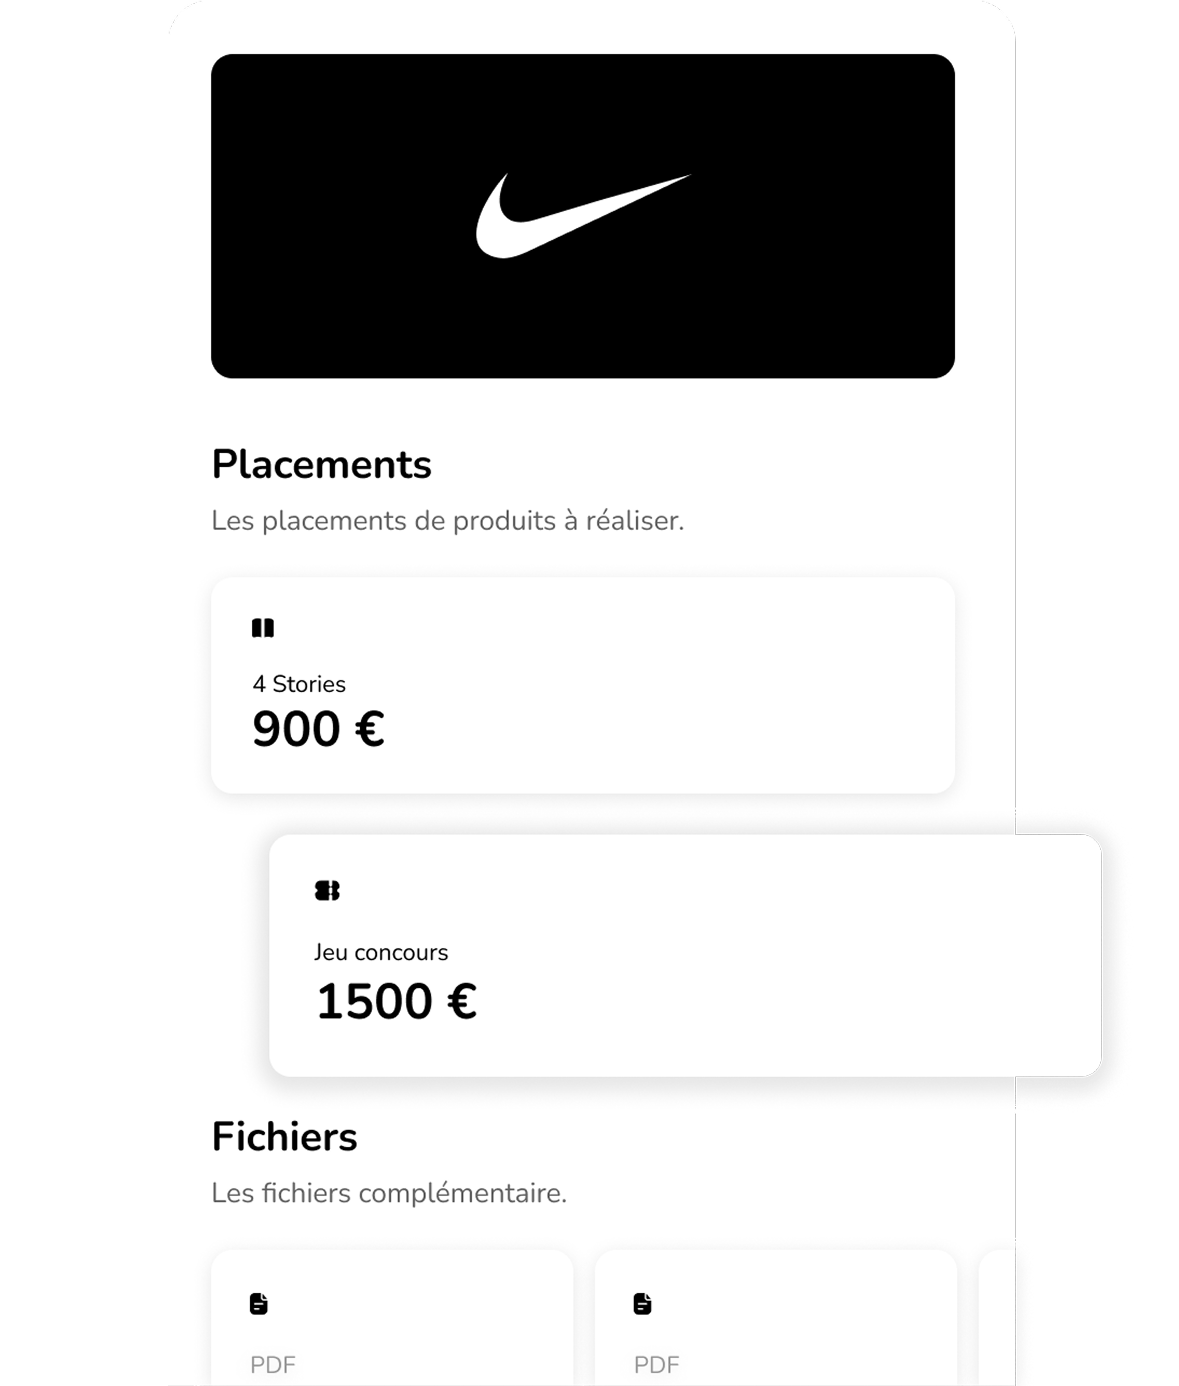 Placements
Les placements de produits à réaliser.
4 Stories
900 €
Jeu concours
1500 €
Fichiers
Les fichiers complémentaire.
PDF
PDF